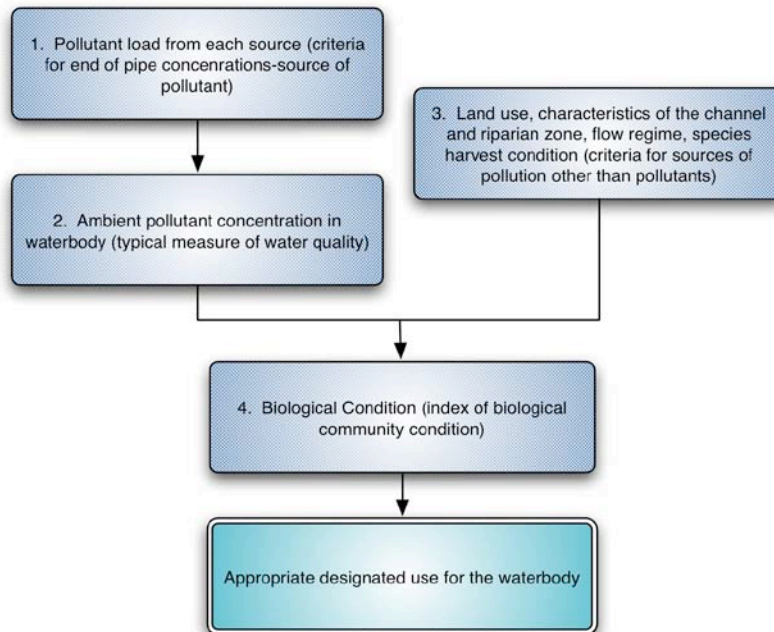 1. Pollutant load from each source (criteria
for end of pipe concenrations-source of
pollutant)
3. Land use, characteristics of the channel
and riparian zone, flow regime, species
harvest condition (criteria for sources of
pollution other than pollutants)
2. Ambient pollutant concentration in
waterbody (typical measure of water quality)
4. Biological Condition (index of biological
community condition)
Appropriate designated use for the waterbody